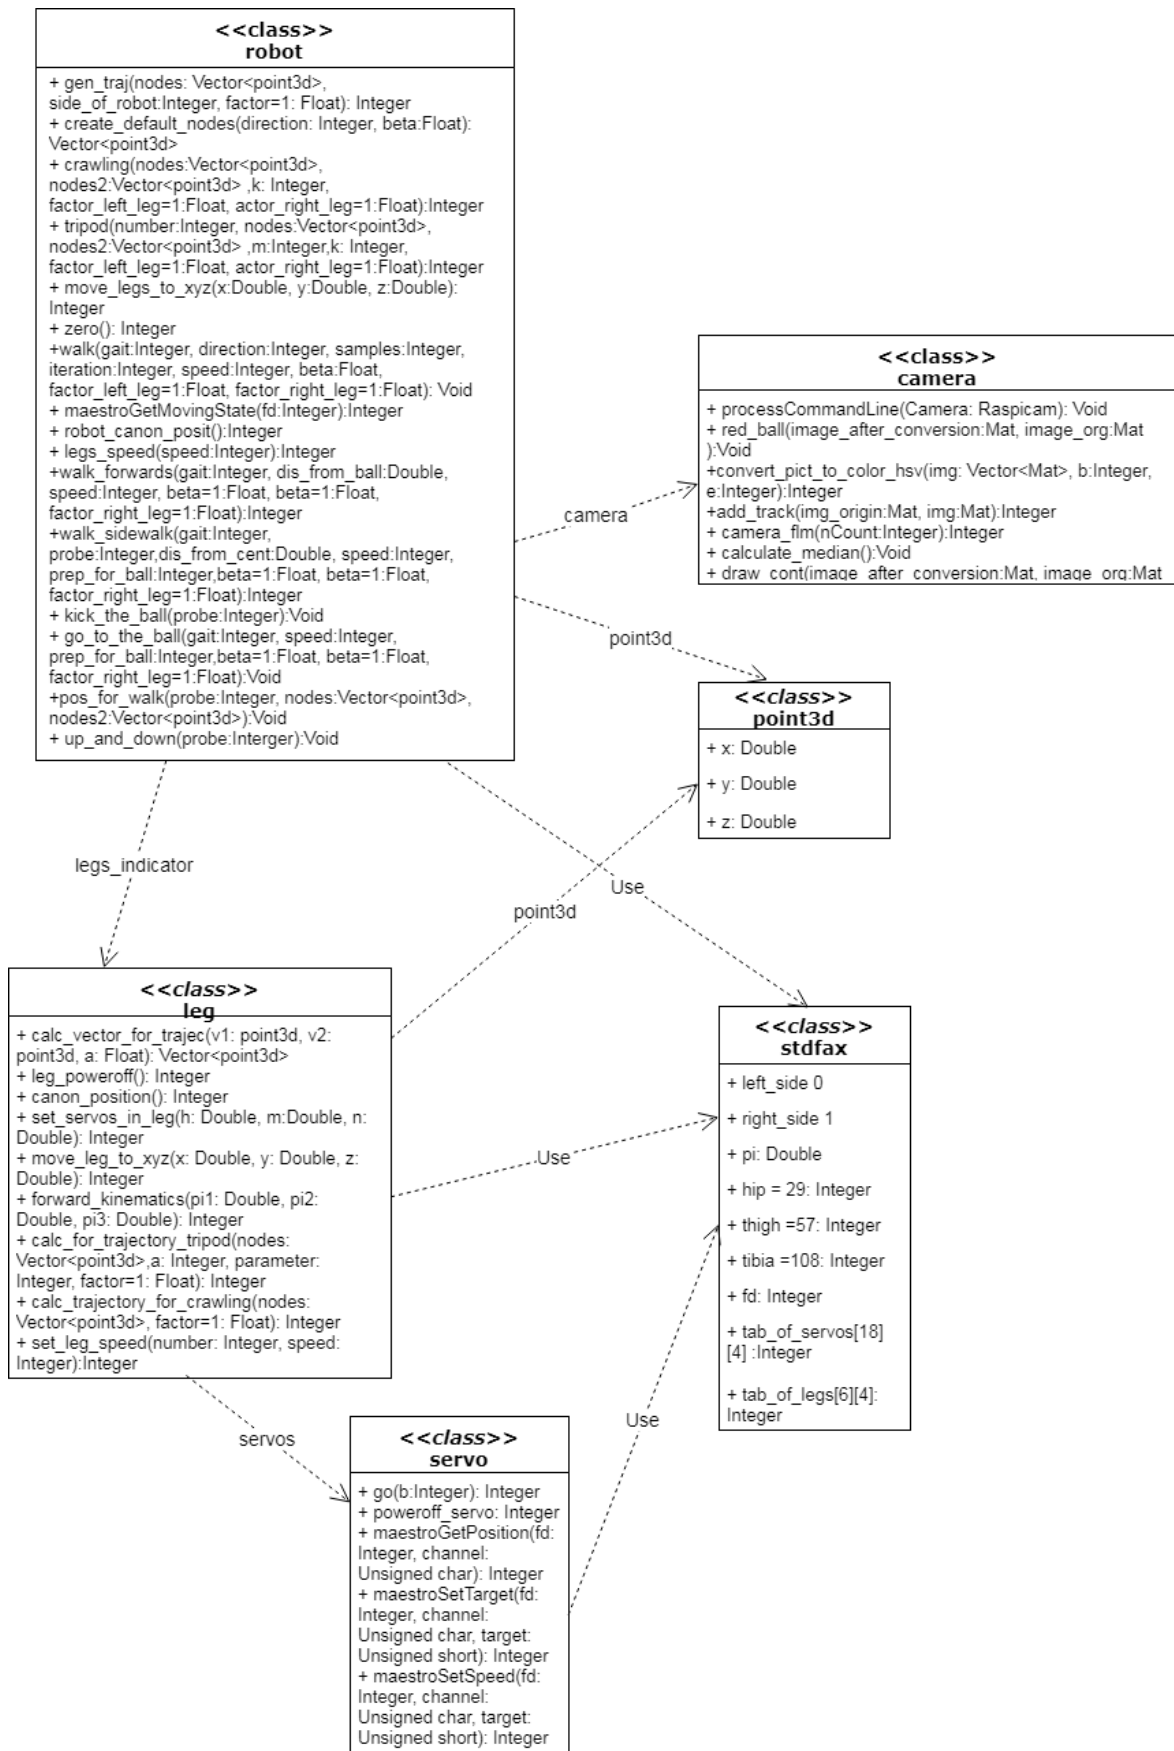 <<class>>
robot
+ gen_traj(nodes: Vector<point3d>,
side_of_robot:Integer, factor=1: Float): Integer
+ create_default_nodes(direction: Integer, beta:Float):
Vector<point3d>
+ crawling(nodes:Vector<point3d>,
nodes2:Vector<point3d> ,k: Integer,
factor_left_leg=1:Float, actor_right_leg=1:Float):Integer
+ tripod(number:Integer, nodes:Vector<point3d>,
nodes2:Vector<point3d> ,m:Integer,k: Integer,
factor_left_leg=1:Float, actor_right_leg=1:Float):Integer
+ move_legs_to_xyz(x:Double, y:Double, z:Double):
Integer
+ zero(): Integer
+walk(gait:Integer, direction:Integer, samples:Integer,
iteration:Integer, speed:Integer, beta:Float,
factor_left_leg=1:Float, factor_right_leg=1:Float): Void
+ maestroGetMovingState(fd:Integer):Integer
+ robot_canon_posit():Integer
+ legs_speed(speed:Integer):Integer
+walk_forwards(gait:Integer, dis_from_ball:Double,
speed:Integer, beta=1:Float, beta=1:Float,
factor_right_leg=1:Float):Integer
+walk_sidewalk(gait:Integer,
probe:Integer,dis_from_cent:Double, speed:Integer,
prep_for_ball:Integer,beta=1:Float, beta=1:Float,
factor_right_leg=1:Float):Integer
+ kick_the_ball(probe:Interger):Void
+ go_to_the_ball(gait:Integer, speed:Integer,
prep_for_ball:Integer,beta=1:Float, beta=1:Float,
factor_right_leg=1:Float):Void
+pos_for_walk(probe:Integer, nodes:Vector<point3d>,
nodes2:Vector<point3d>):Void
+ up_and_down(probe:Interger):Void
<<class>>
camera
+ processCommandLine(Camera: Raspicam): Void
+ red_ball(image_after_conversion:Mat, image_org:Mat
):Void
+convert_pict_to_color_hsv(img: Vector<Mat>, b:Integer,
e:Integer):Integer
+add_track(img_origin:Mat, img:Mat):Integer
+ camera_flm(nCount:Integer):Integer
+ calculate_median():Void
+ draw_cont(image_after_conversion:Mat, image_org:Mat
camera
point3d
<<class>>
point3d
+ x: Double
+ y: Double
+ z: Double
legs_indicator
Use
point3d
<<class>>
leg
+ calc_vector_for_trajec(v1: point3d, v2:
point3d, a: Float): Vector<point3d>
+ leg_poweroff(): Integer
+ canon_position(): Integer
+ set_servos_in_leg(h: Double, m:Double, n:
Double): Integer
+ move_leg_to_xyz(x: Double, y: Double, z:
Double): Integer
+ forward_kinematics(pi1: Double, pi2:
Double, pi3: Double): Integer
+ calc_for_trajectory_tripod(nodes:
Vector<point3d>,a: Integer, parameter:
Integer, factor=1: Float): Integer
+ calc_trajectory_for_crawling(nodes:
Vector<point3d>, factor=1: Float): Integer
+ set_leg_speed(number: Integer, speed:
Integer):Integer
Use
<<class>>
stdfax
+ left_side 0
+ right_side 1
+ pi: Double
+ hip = 29: Integer
+ thigh =57: Integer
+ tibia =108: Integer
+ fd: Integer
+ tab_of_servos[18]
[4] :Integer
+ tab_of_legs[6][4]:
Integer
servos
Use
<<class>>
servo
+ go(b:Integer): Integer
+ poweroff_servo: Integer
+ maestroGetPosition(fd:
Integer, channel:
Unsigned char): Integer
+ maestroSetTarget(fd:
Integer, channel:
Unsigned char, target:
Unsigned short): Integer
+ maestroSetSpeed(fd:
Integer, channel:
Unsigned char, target:
Unsigned short): Integer